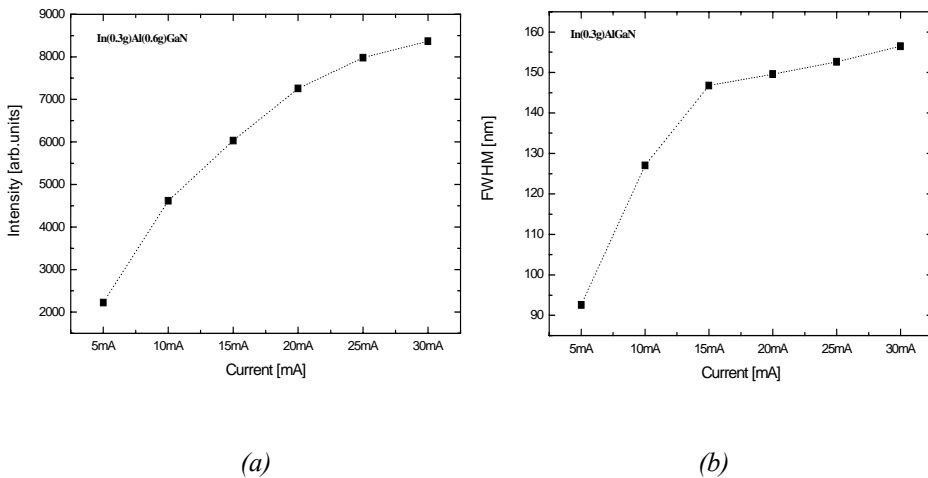 In(0.3g)Al(0.6g)GaN
9000
8000
7000
6000
5000
4000
3000
2000
Intensity [arb.units]
5mA 10mA 15mA 20mA 25mA 30mA
Current [mA]
(a)
In(0.3g)AlGaN
160
150
140
130
120
110
100
90
FWHM [nm]
5mA 10mA 15mA 20mA 25mA 30mA
Current [mA]
(b)